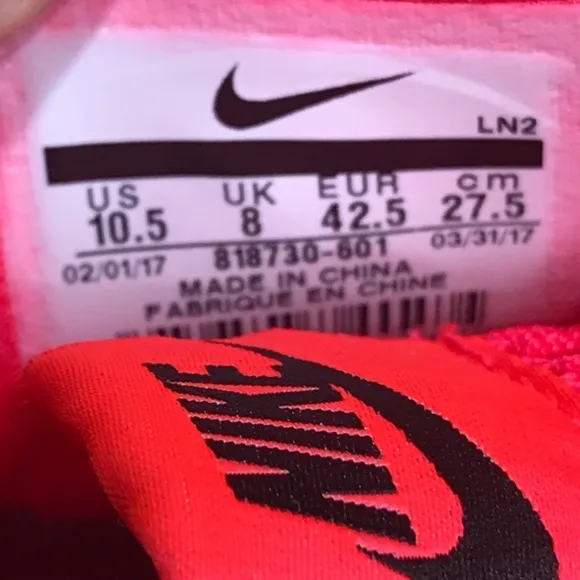 LN2
US UK EUR cm
10.5 8 42.5 27.5
02/01/17 818730-601 03/31/17
MADE IN CHINA
FABRIQUE EN CHINE
NIKE